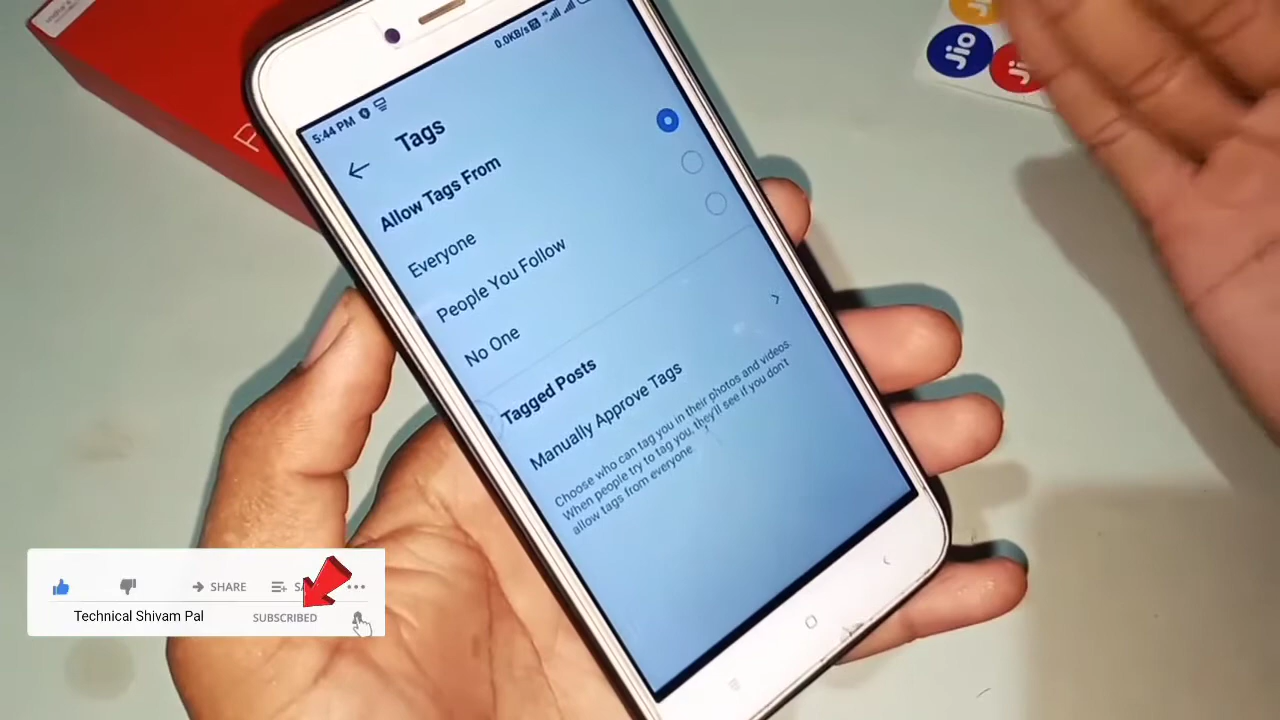 Jio
Ji
5:44 PM
0.0KB/s
Tags
Allow Tags From
Everyone
People You Follow
No One
Tagged Posts
Manually Approve Tags
Choose who can tag you in their photos and videos.
When people try to tag you, they'll see if you don't
allow tags from everyone.
SHARE
Technical Shivam Pal
SUBSCRIBED